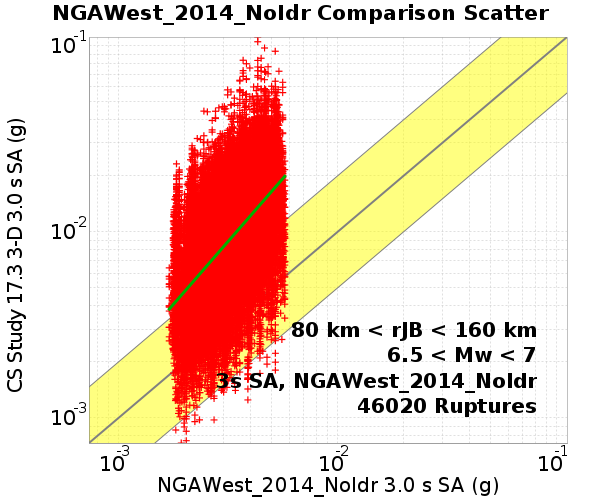 NGAWest_2014_NoIdr Comparison Scatter
CS Study 17.3 3-D 3.0 s SA (g)
10-1
10-2
10-3
80 km < rJB < 160 km
6.5 < Mw < 7
3s SA, NGAWest_2014_NoIdr
46020 Ruptures
10-3 10-2 10-1
NGAWest_2014_NoIdr 3.0 s SA (g)